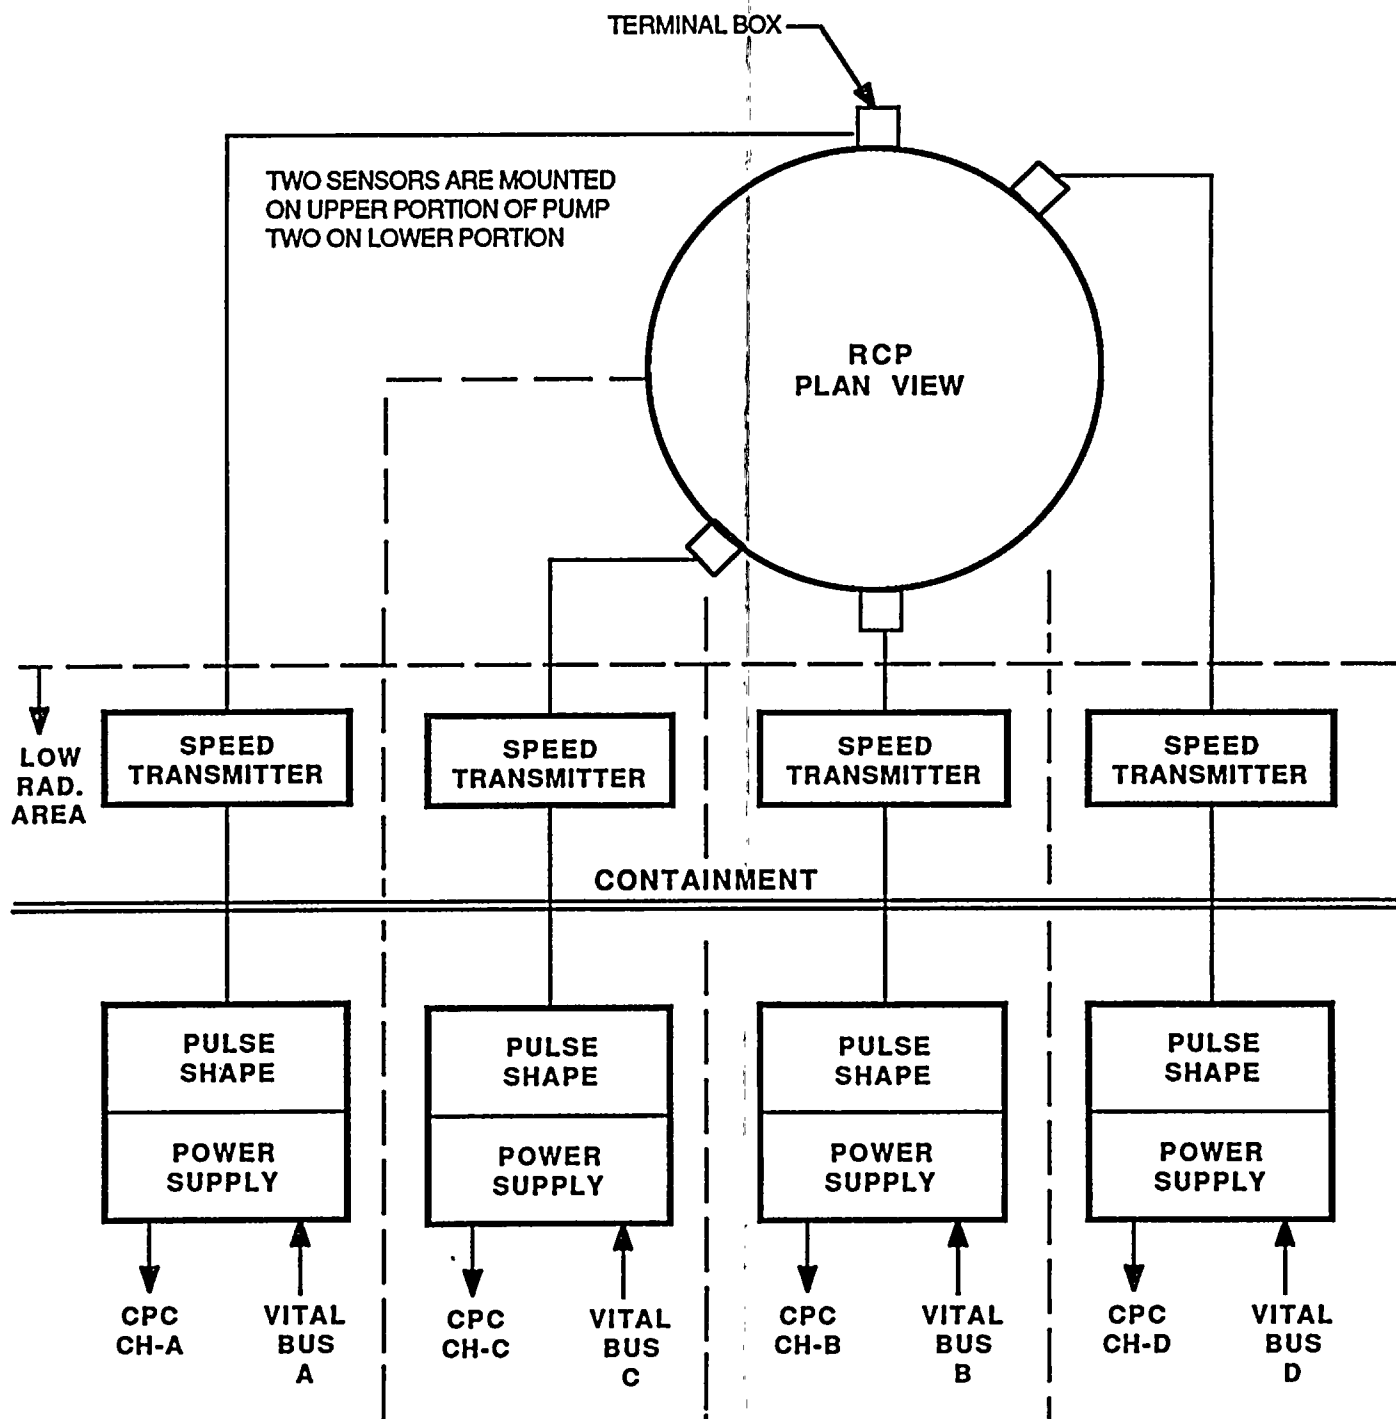 TERMINAL BOX
TWO SENSORS ARE MOUNTED
ON UPPER PORTION OF PUMP
TWO ON LOWER PORTION
RCP
PLAN VIEW
LOW
RAD.
AREA
SPEED
TRANSMITTER
SPEED
TRANSMITTER
SPEED
TRANSMITTER
SPEED
TRANSMITTER
CONTAINMENT
PULSE
SHAPE
POWER
SUPPLY
PULSE
SHAPE
POWER
SUPPLY
PULSE
SHAPE
POWER
SUPPLY
PULSE
SHAPE
POWER
SUPPLY
CPC
CH-A
VITAL
BUS
A
CPC
CH-C
VITAL
BUS
C
CPC
CH-B
VITAL
BUS
B
CPC
CH-D
VITAL
BUS
D